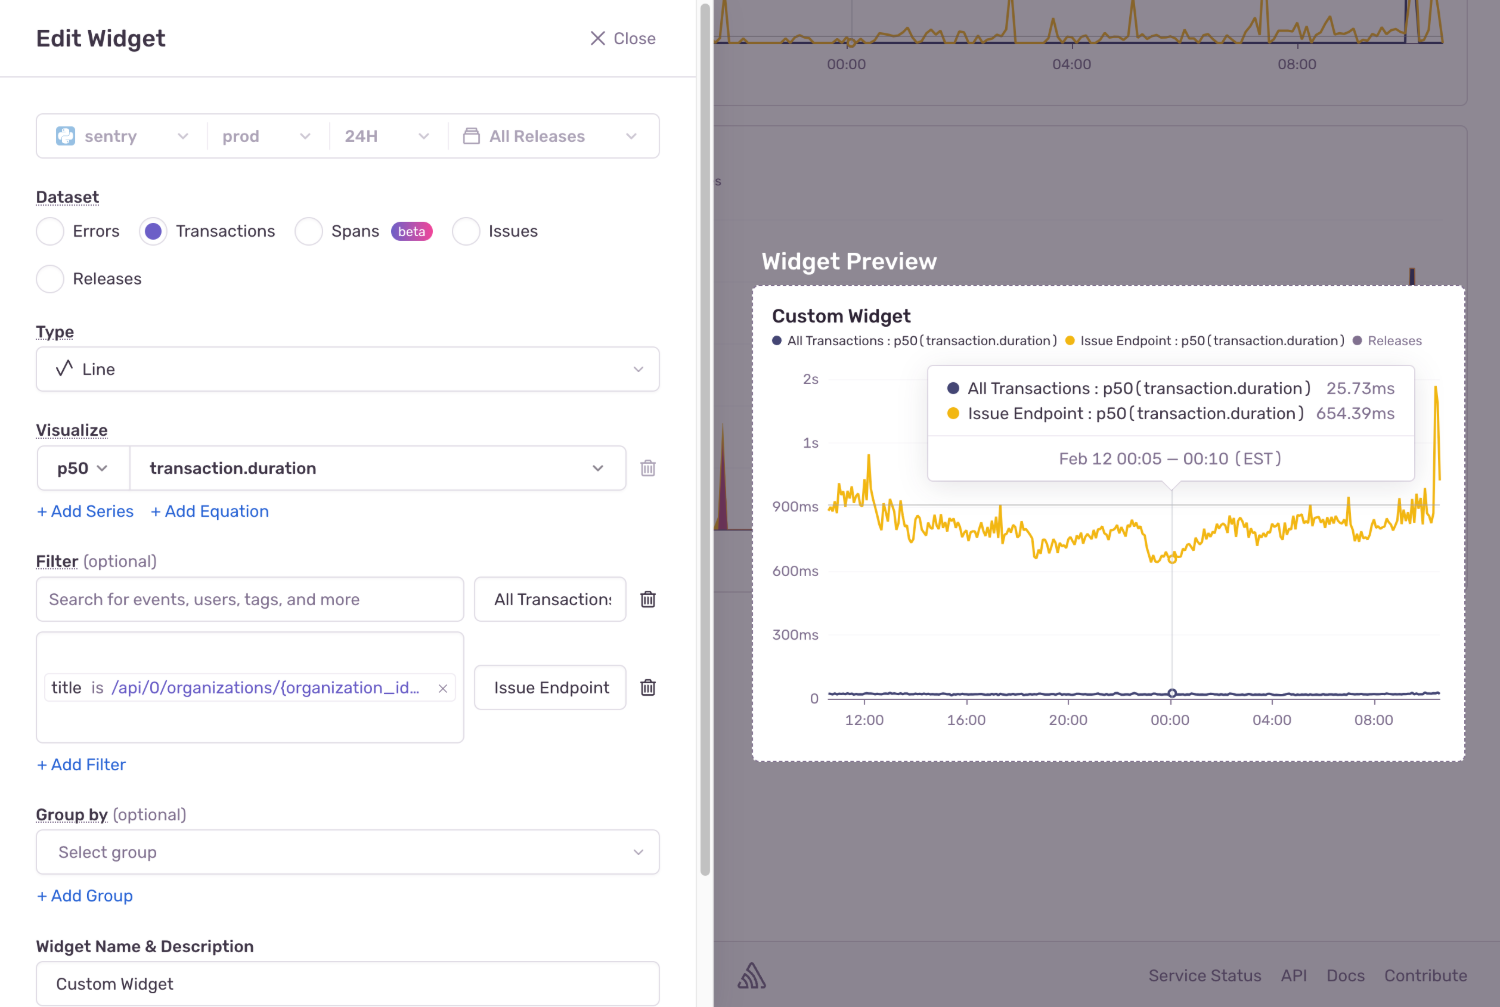 Edit Widget
Close
sentry
prod
24H
All Releases
Dataset
Errors
Transactions
Spans beta
Issues
Releases
Type
Line
Visualize
p50
transaction.duration
+ Add Series
+ Add Equation
Filter (optional)
Search for events, users, tags, and more
All Transactions
title is /api/0/organizations/{organization_id…
Issue Endpoint
+ Add Filter
Group by (optional)
Select group
+ Add Group
Widget Name & Description
Custom Widget
00:00
04:00
08:00
s
Widget Preview
Custom Widget
All Transactions : p50(transaction.duration)
Issue Endpoint : p50(transaction.duration)
Releases
2s
1s
900ms
600ms
300ms
0
All Transactions : p50(transaction.duration) 25.73ms
Issue Endpoint : p50(transaction.duration) 654.39ms
Feb 12 00:05 — 00:10 (EST)
12:00
16:00
20:00
00:00
04:00
08:00
Service Status
API
Docs
Contribute